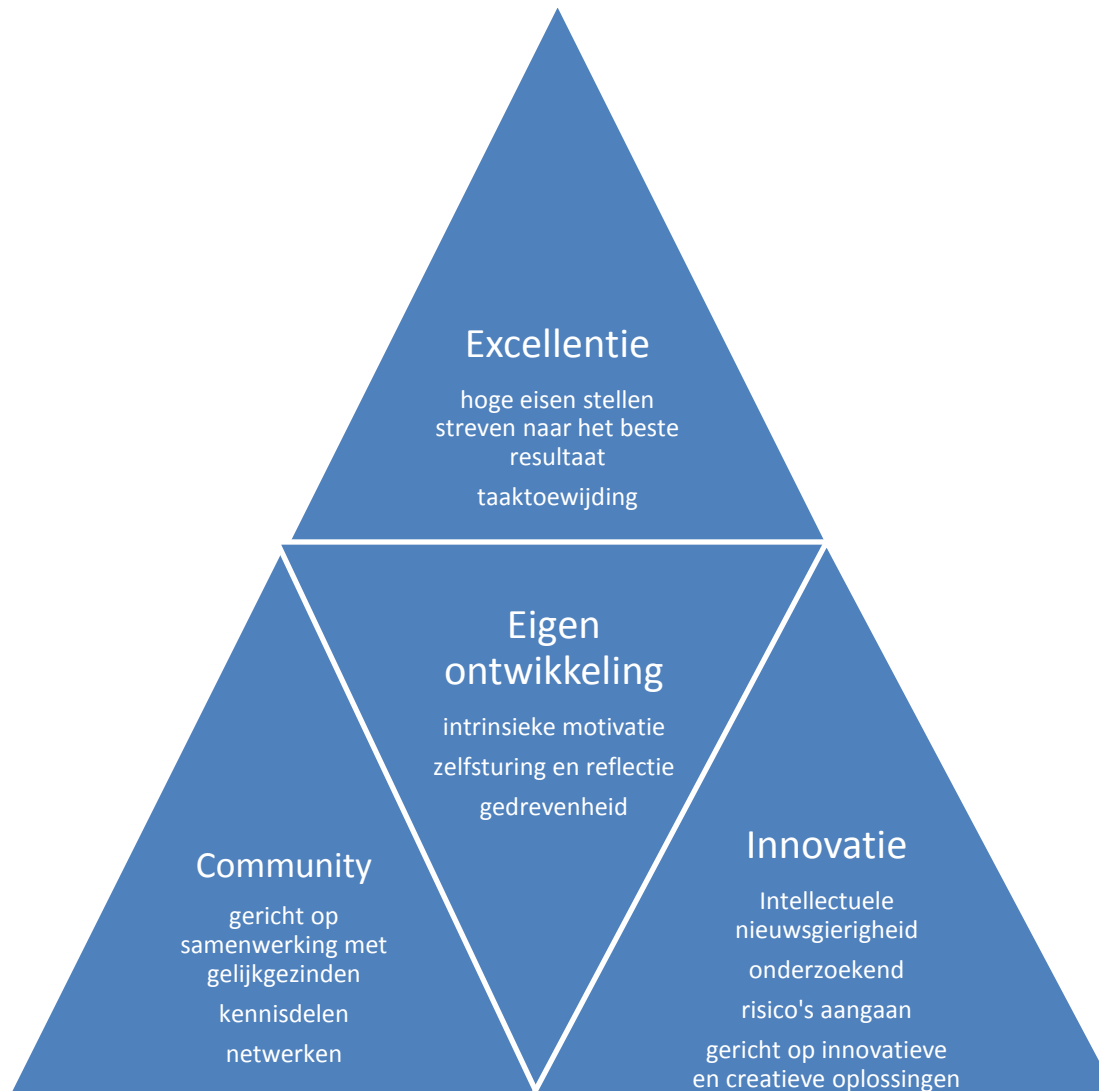 Excellentie
hoge eisen stellen
streven naar het beste
resultaat
taaktoewijding
Eigen
ontwikkeling
intrinsieke motivatie
zelfsturing en reflectie
gedrevenheid
Community
gericht op
samenwerking met
gelijkgezinden
kennisdelen
netwerken
Innovatie
Intellectuele
nieuwsgierigheid
onderzoekend
risico's aangaan
gericht op innovatieve
en creatieve oplossingen